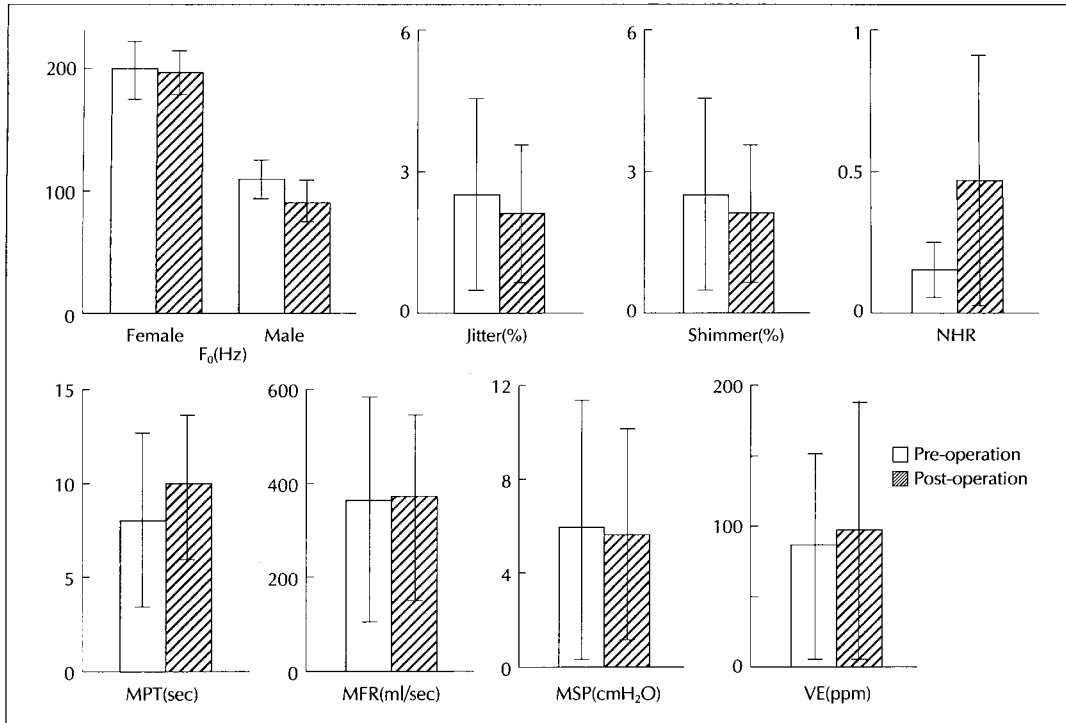 200
100
0
Female Male
F₀(Hz)
6
3
0
Jitter(%)
6
3
0
Shimmer(%)
1
0.5
0
NHR
15
10
5
0
MPT(sec)
600
400
200
0
MFR(ml/sec)
12
8
4
0
MSP(cmH₂O)
200
100
0
VE(ppm)
Pre-operation
Post-operation